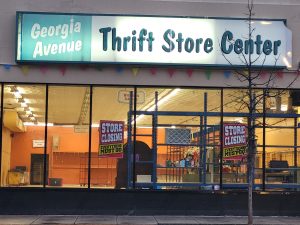 Georgia
Avenue
Thrift Store Center
STORE
CLOSING
STORE
CLOSING